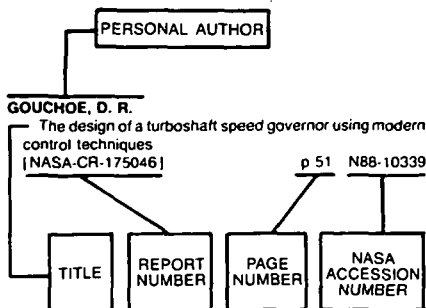 PERSONAL AUTHOR
GOUCHOE, D. R.
The design of a turboshaft speed governor using modern
control techniques
[NASA-CR-175046] p 51 N88-10339
TITLE
REPORT
NUMBER
PAGE
NUMBER
NASA
ACCESSION
NUMBER